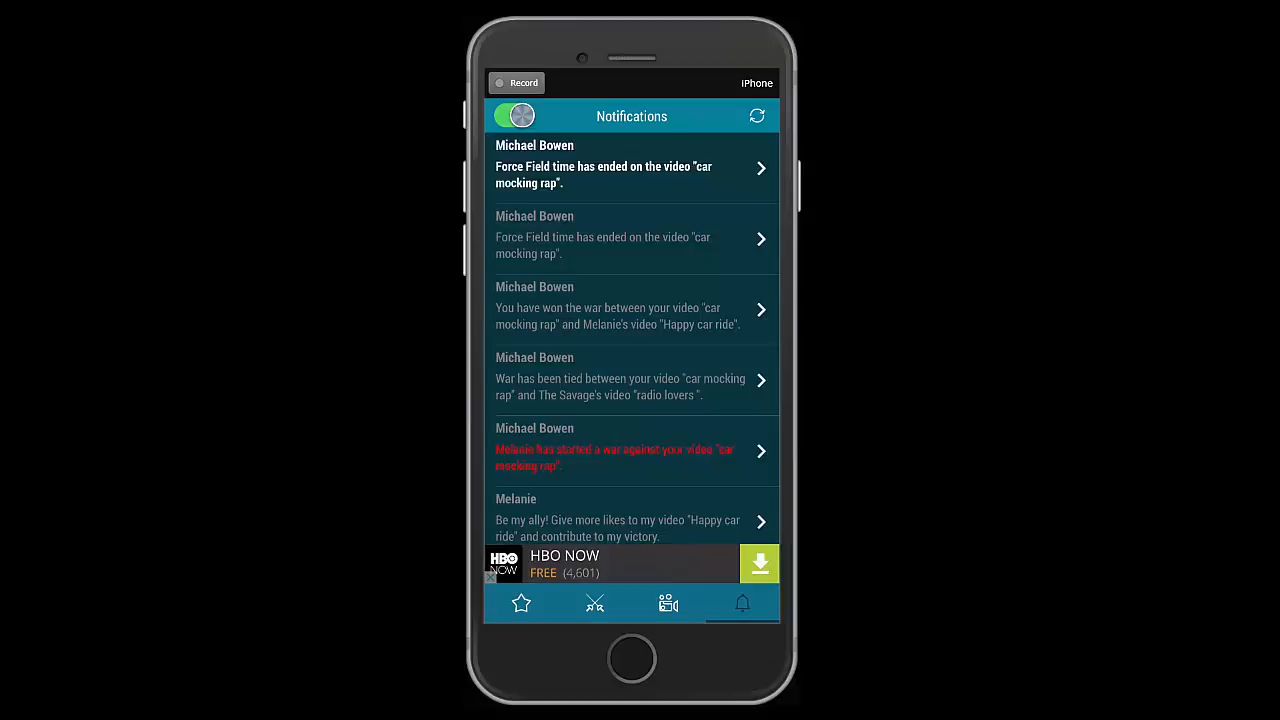 Record
iPhone
Notifications
Michael Bowen
Force Field time has ended on the video "car
mocking rap".
Michael Bowen
Force Field time has ended on the video "car
mocking rap".
Michael Bowen
You have won the war between your video "car
mocking rap" and Melanie's video "Happy car ride".
Michael Bowen
War has been tied between your video "car mocking
rap" and The Savage's video "radio lovers ".
Michael Bowen
Melanie has started a war against your video "car
mocking rap".
Melanie
Be my ally! Give more likes to my video "Happy car
ride" and contribute to my victory.
HBO
NOW
HBO NOW
FREE (4,601)